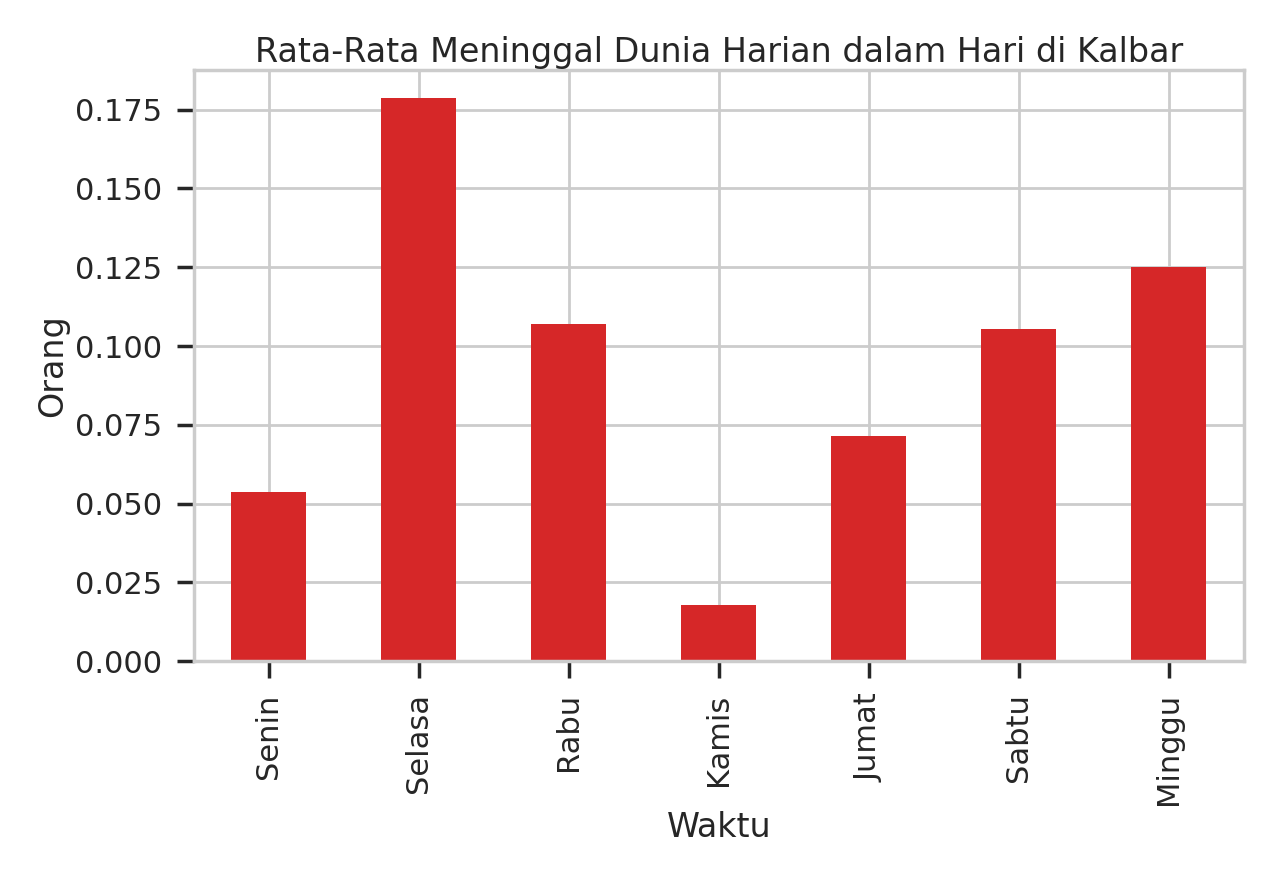 Rata-Rata Meninggal Dunia Harian dalam Hari di Kalbar
0.175
0.150
0.125
0.100
0.075
0.050
0.025
0.000
Orang
Senin
Selasa
Rabu
Kamis
Jumat
Sabtu
Minggu
Waktu